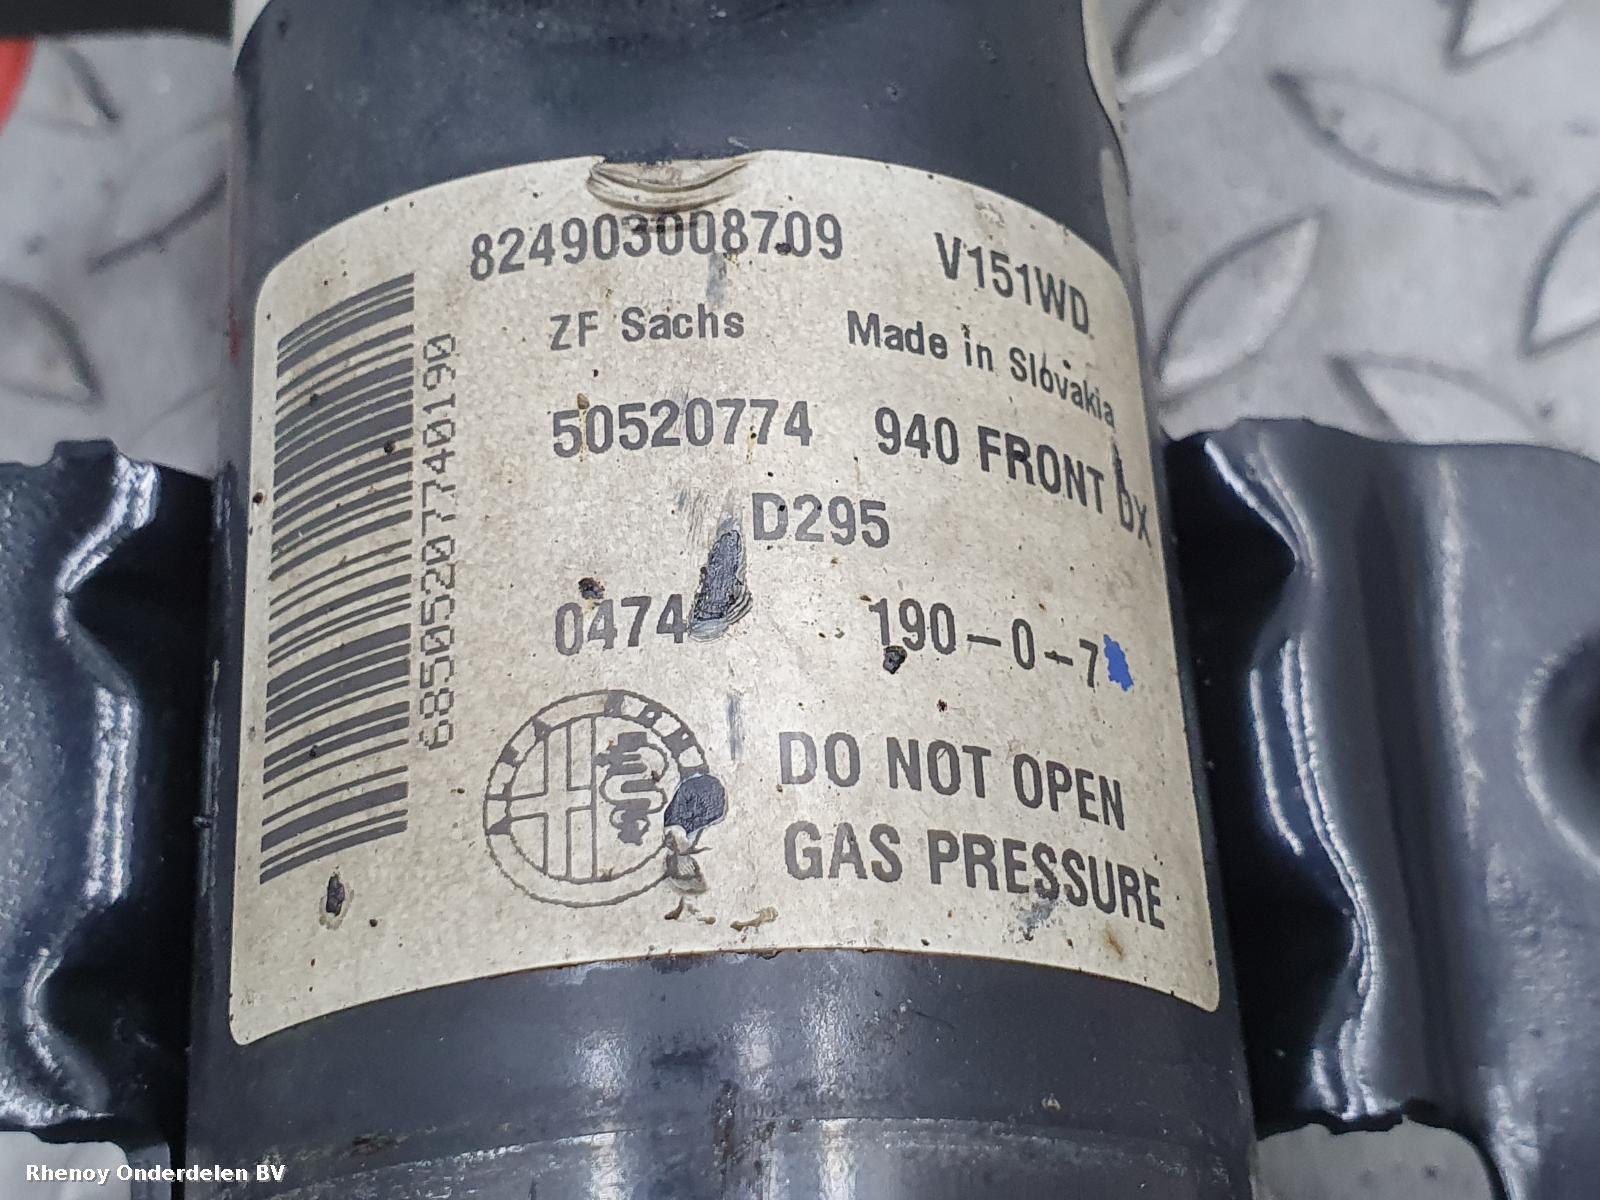 824903008709 V151WD
ZF Sachs Made in Slovakia
50520774 940 FRONT DX
D295
0474 190-0-7
DO NOT OPEN
GAS PRESSURE
Rhenoy Onderdelen BV